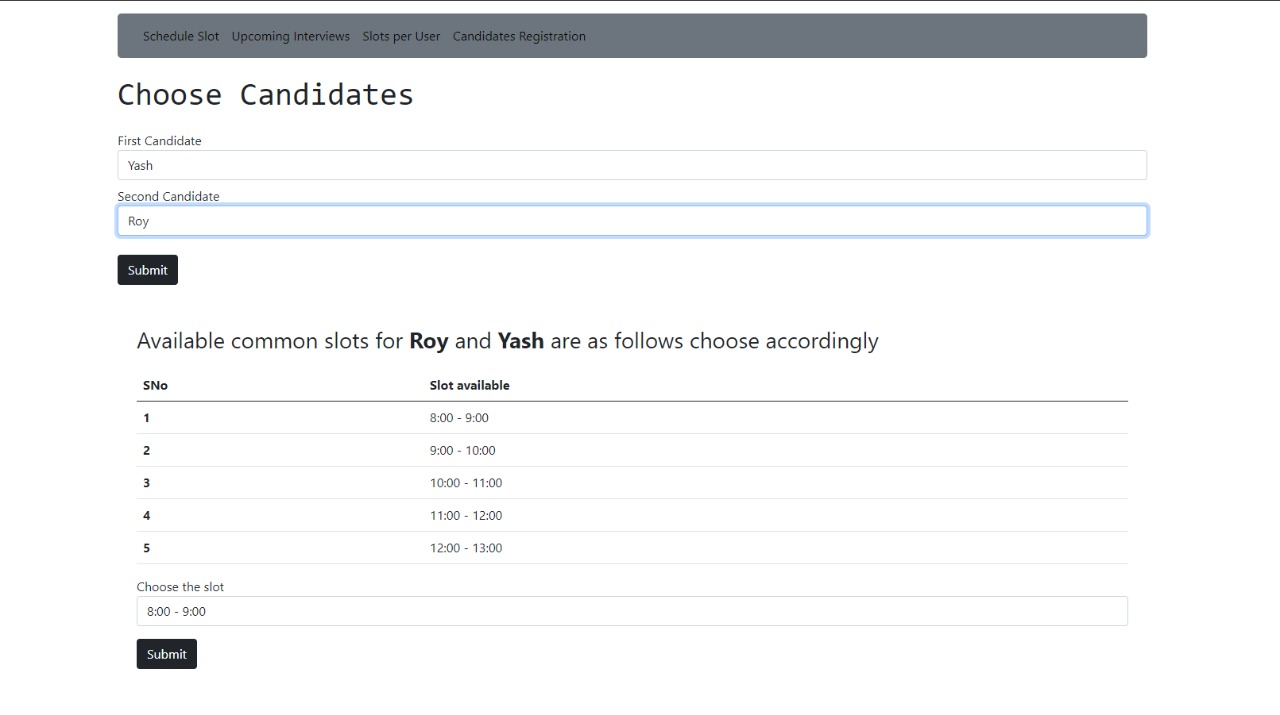 Schedule Slot Upcoming Interviews Slots per User Candidates Registration
Choose Candidates
First Candidate
Yash
Second Candidate
Roy
Submit
Available common slots for Roy and Yash are as follows choose accordingly
SNo Slot available
1 8:00 - 9:00
2 9:00 - 10:00
3 10:00 - 11:00
4 11:00 - 12:00
5 12:00 - 13:00
Choose the slot
8:00 - 9:00
Submit